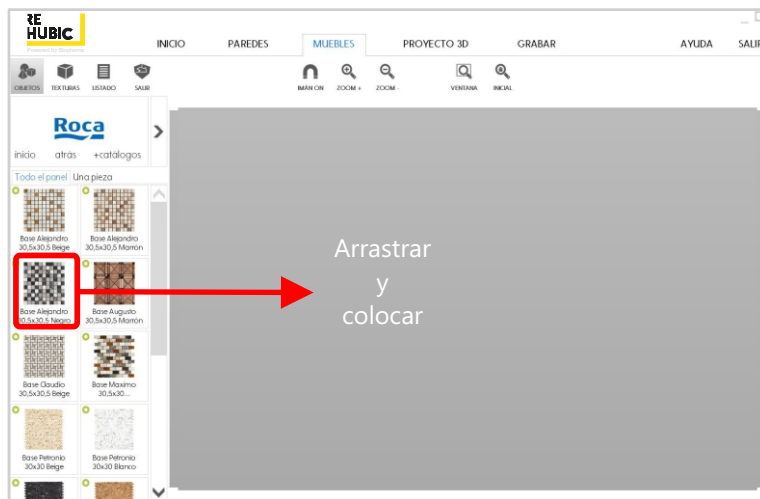 RE
HUBIC
Powered by Bisphone
INICIO PAREDES MUEBLES PROYECTO 3D GRABAR AYUDA SALIR
OBJETOS TEXTURAS LISTADO SALIR IMÁN ON ZOOM + ZOOM - VENTANA INICIAL
Roca
inicio atrás +catálogos
Todo el panel Una pieza
Base Alejandro
30,5x30,5 Beige
Base Alejandro
30,5x30,5 Marrón
Base Alejandro
30,5x30,5 Negro
Base Augusto
30,5x30,5 Marrón
Base Claudio
30,5x30,5 Beige
Base Maximo
30,5x30...
Base Petronio
30x30 Beige
Base Petronio
30x30 Blanco
Arrastrar
y
colocar